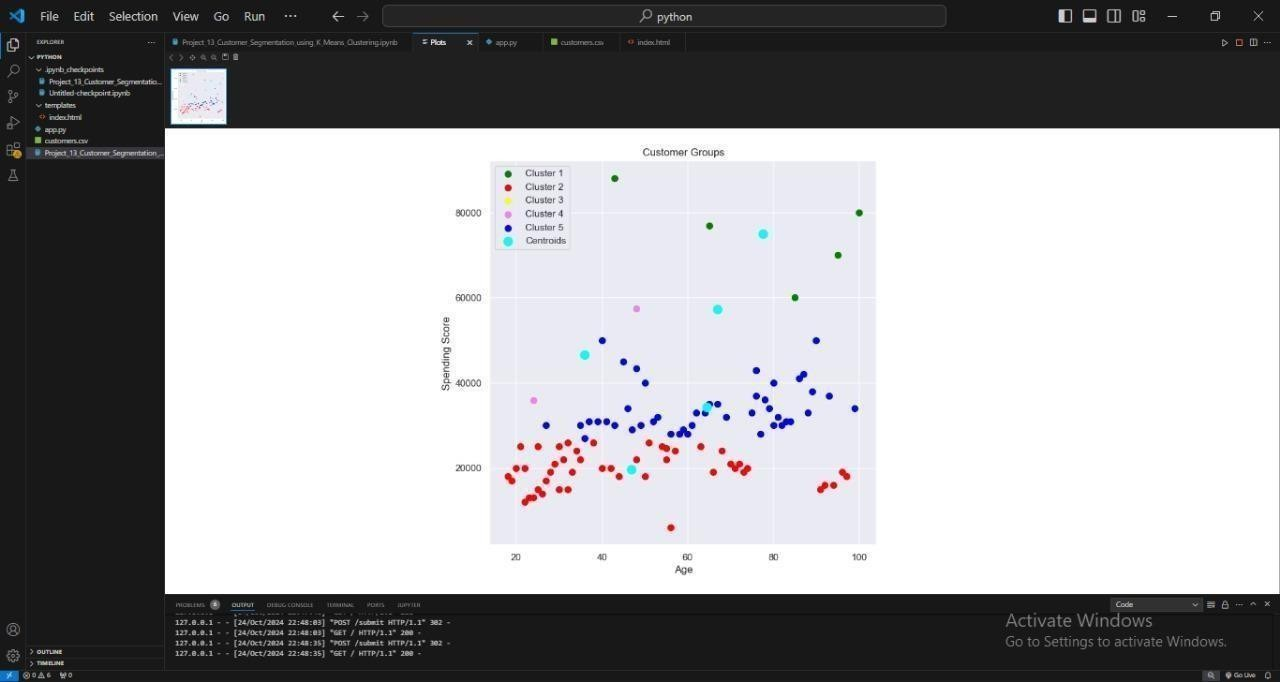 File Edit Selection View Go Run ··· python
EXPLORER ···
Project_13_Customer_Segmentation_using_K_Means_Clustering.ipynb Plots × app.py customers.csv index.html
PYTHON
.ipynb_checkpoints
Project_13_Customer_Segmentatio...
Untitled-checkpoint.ipynb
templates
index.html
app.py
customers.csv
Project_13_Customer_Segmentation_...
Customer Groups
Cluster 1
Cluster 2
Cluster 3
Cluster 4
Cluster 5
Centroids
80000
60000
40000
20000
Spending Score
20 40 60 80 100
Age
PROBLEMS 8 OUTPUT DEBUG CONSOLE TERMINAL PORTS JUPYTER Code
127.0.0.1 - - [24/Oct/2024 22:48:03] "POST /submit HTTP/1.1" 302 -
127.0.0.1 - - [24/Oct/2024 22:48:03] "GET / HTTP/1.1" 200 -
127.0.0.1 - - [24/Oct/2024 22:48:35] "POST /submit HTTP/1.1" 302 -
127.0.0.1 - - [24/Oct/2024 22:48:35] "GET / HTTP/1.1" 200 -
Activate Windows
Go to Settings to activate Windows.
OUTLINE
TIMELINE
0 6 0 Go Live